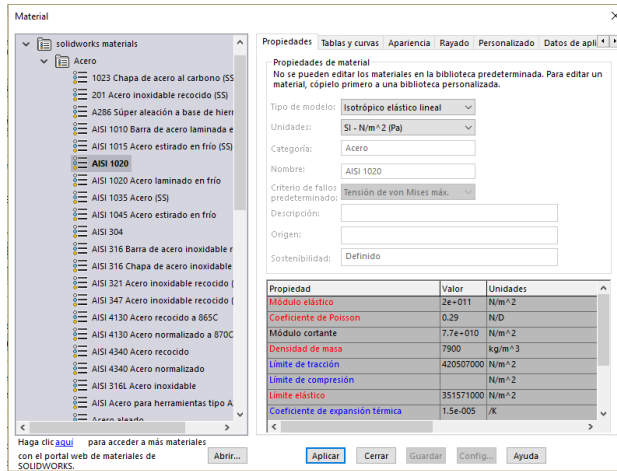 Material
solidworks materials
Acero
1023 Chapa de acero al carbono (SS
201 Acero inoxidable recocido (SS)
A286 Súper aleación a base de hierr
AISI 1010 Barra de acero laminada e
AISI 1015 Acero estirado en frío (SS)
AISI 1020
AISI 1020 Acero laminado en frío
AISI 1035 Acero (SS)
AISI 1045 Acero estirado en frío
AISI 304
AISI 316 Barra de acero inoxidable r
AISI 316 Chapa de acero inoxidable
AISI 321 Acero inoxidable recocido (
AISI 347 Acero inoxidable recocido (
AISI 4130 Acero recocido a 865C
AISI 4130 Acero normalizado a 870C
AISI 4340 Acero recocido
AISI 4340 Acero normalizado
AISI 316L Acero inoxidable
AISI Acero para herramientas tipo A
Acero aleado
Haga clic aquí para acceder a más materiales
con el portal web de materiales de
SOLIDWORKS.
Abrir...
Propiedades Tablas y curvas Apariencia Rayado Personalizado Datos de apli
Propiedades de material
No se pueden editar los materiales en la biblioteca predeterminada. Para editar un
material, cópielo primero a una biblioteca personalizada.
Tipo de modelo: Isotrópico elástico lineal
Unidades: SI - N/m^2 (Pa)
Categoría: Acero
Nombre: AISI 1020
Criterio de fallos
predeterminado: Tensión de von Mises máx.
Descripción:
Origen:
Sostenibilidad: Definido
Propiedad Valor Unidades
Módulo elástico 2e+011 N/m^2
Coeficiente de Poisson 0.29 N/D
Módulo cortante 7.7e+010 N/m^2
Densidad de masa 7900 kg/m^3
Límite de tracción 420507000 N/m^2
Límite de compresión N/m^2
Límite elástico 351571000 N/m^2
Coeficiente de expansión térmica 1.5e-005 /K
Aplicar Cerrar Guardar Config... Ayuda